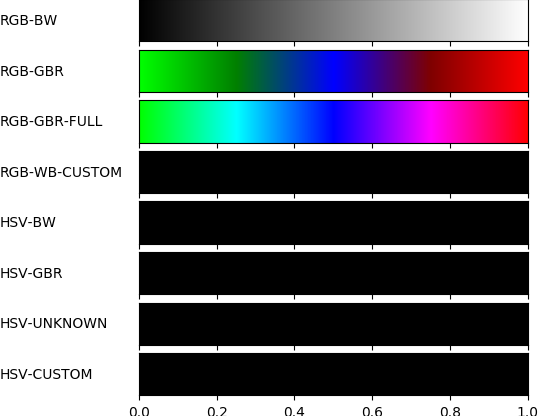 RGB-BW
RGB-GBR
RGB-GBR-FULL
RGB-WB-CUSTOM
HSV-BW
HSV-GBR
HSV-UNKNOWN
HSV-CUSTOM
0.0 0.2 0.4 0.6 0.8 1.0